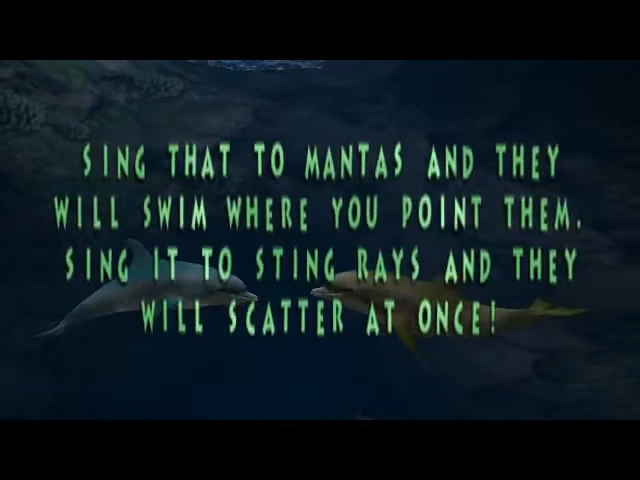 SING THAT TO MANTAS AND THEY
WILL SWIM WHERE YOU POINT THEM.
SING IT TO STING RAYS AND THEY
WILL SCATTER AT ONCE!